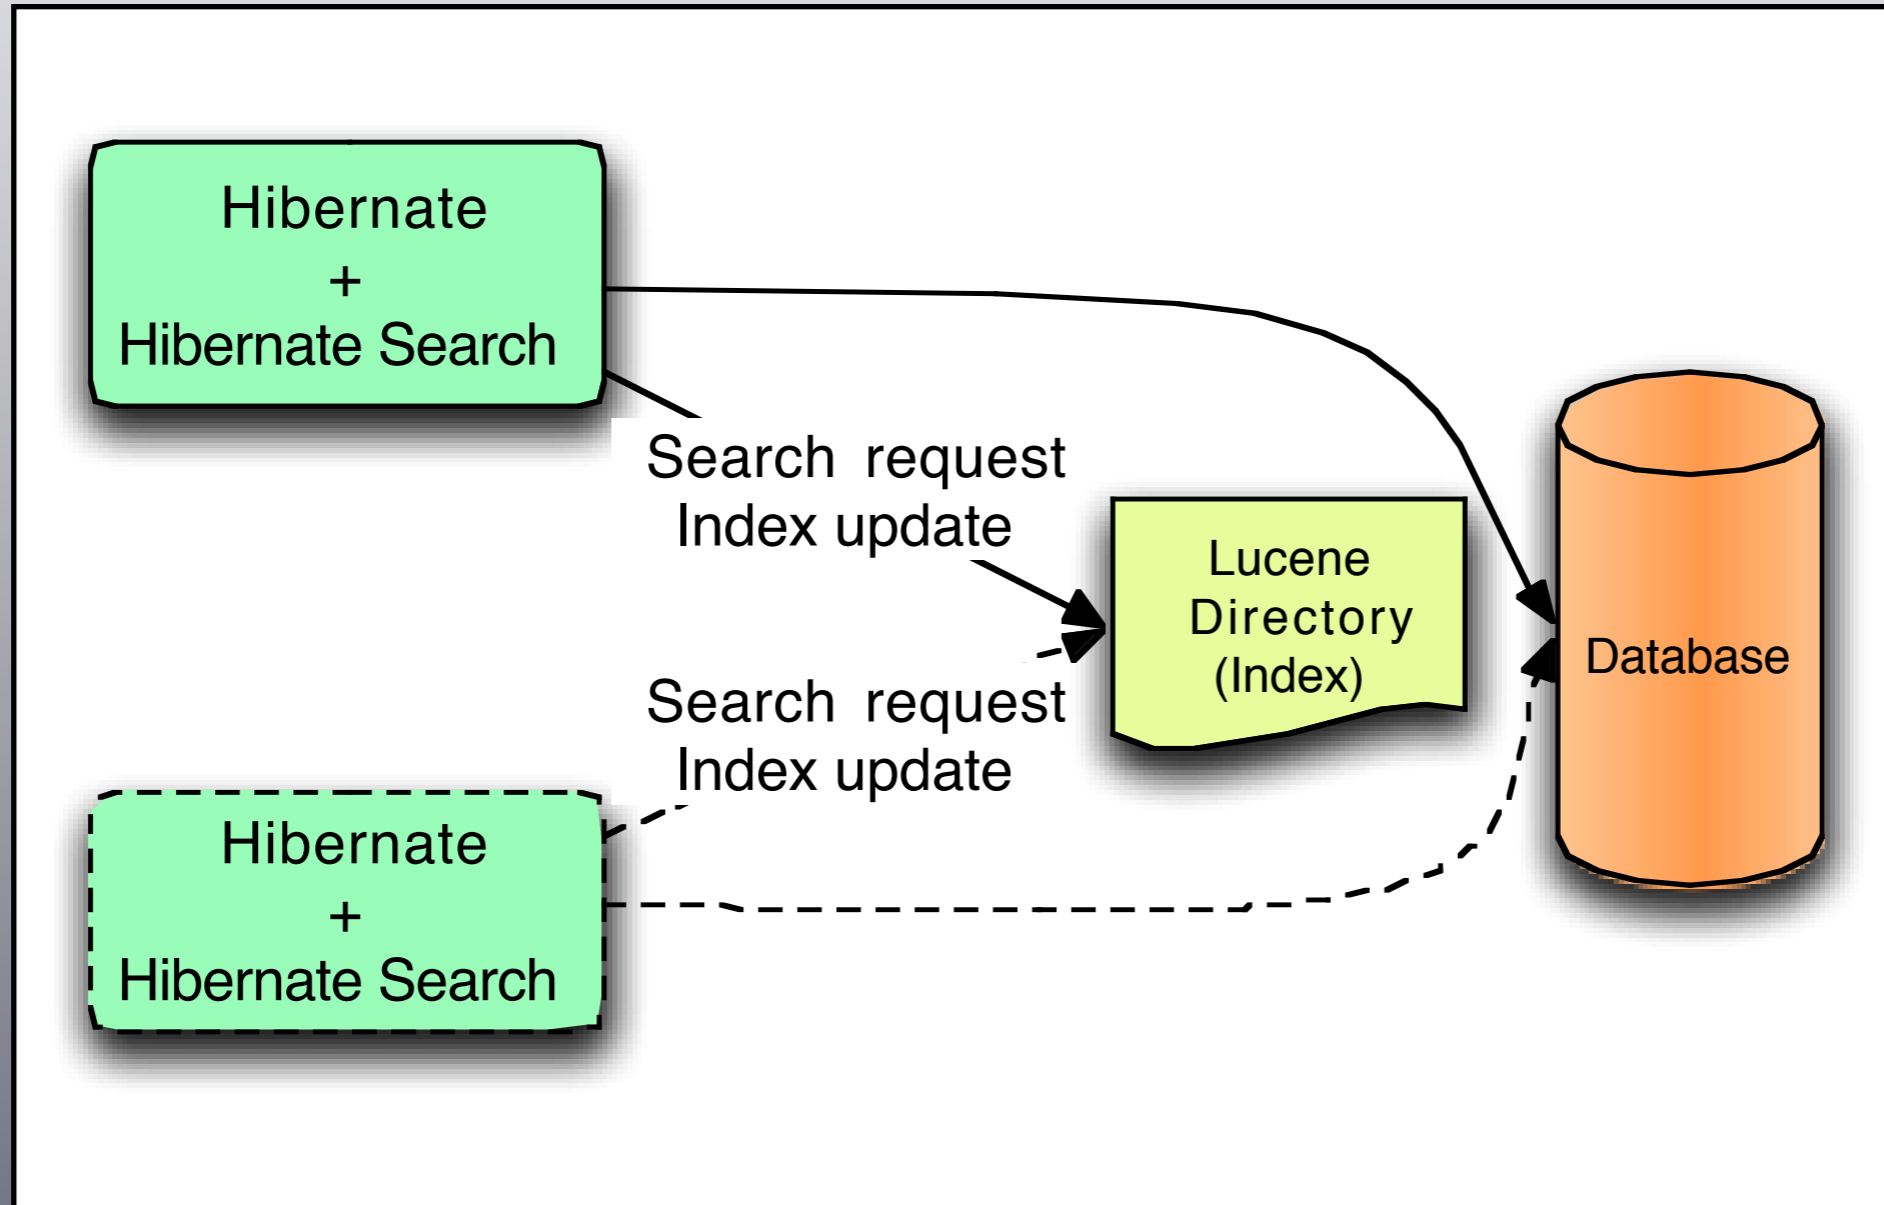 Hibernate
+
Hibernate Search
Search request
Index update
Lucene
Directory
(Index)
Database
Search request
Index update
Hibernate
+
Hibernate Search